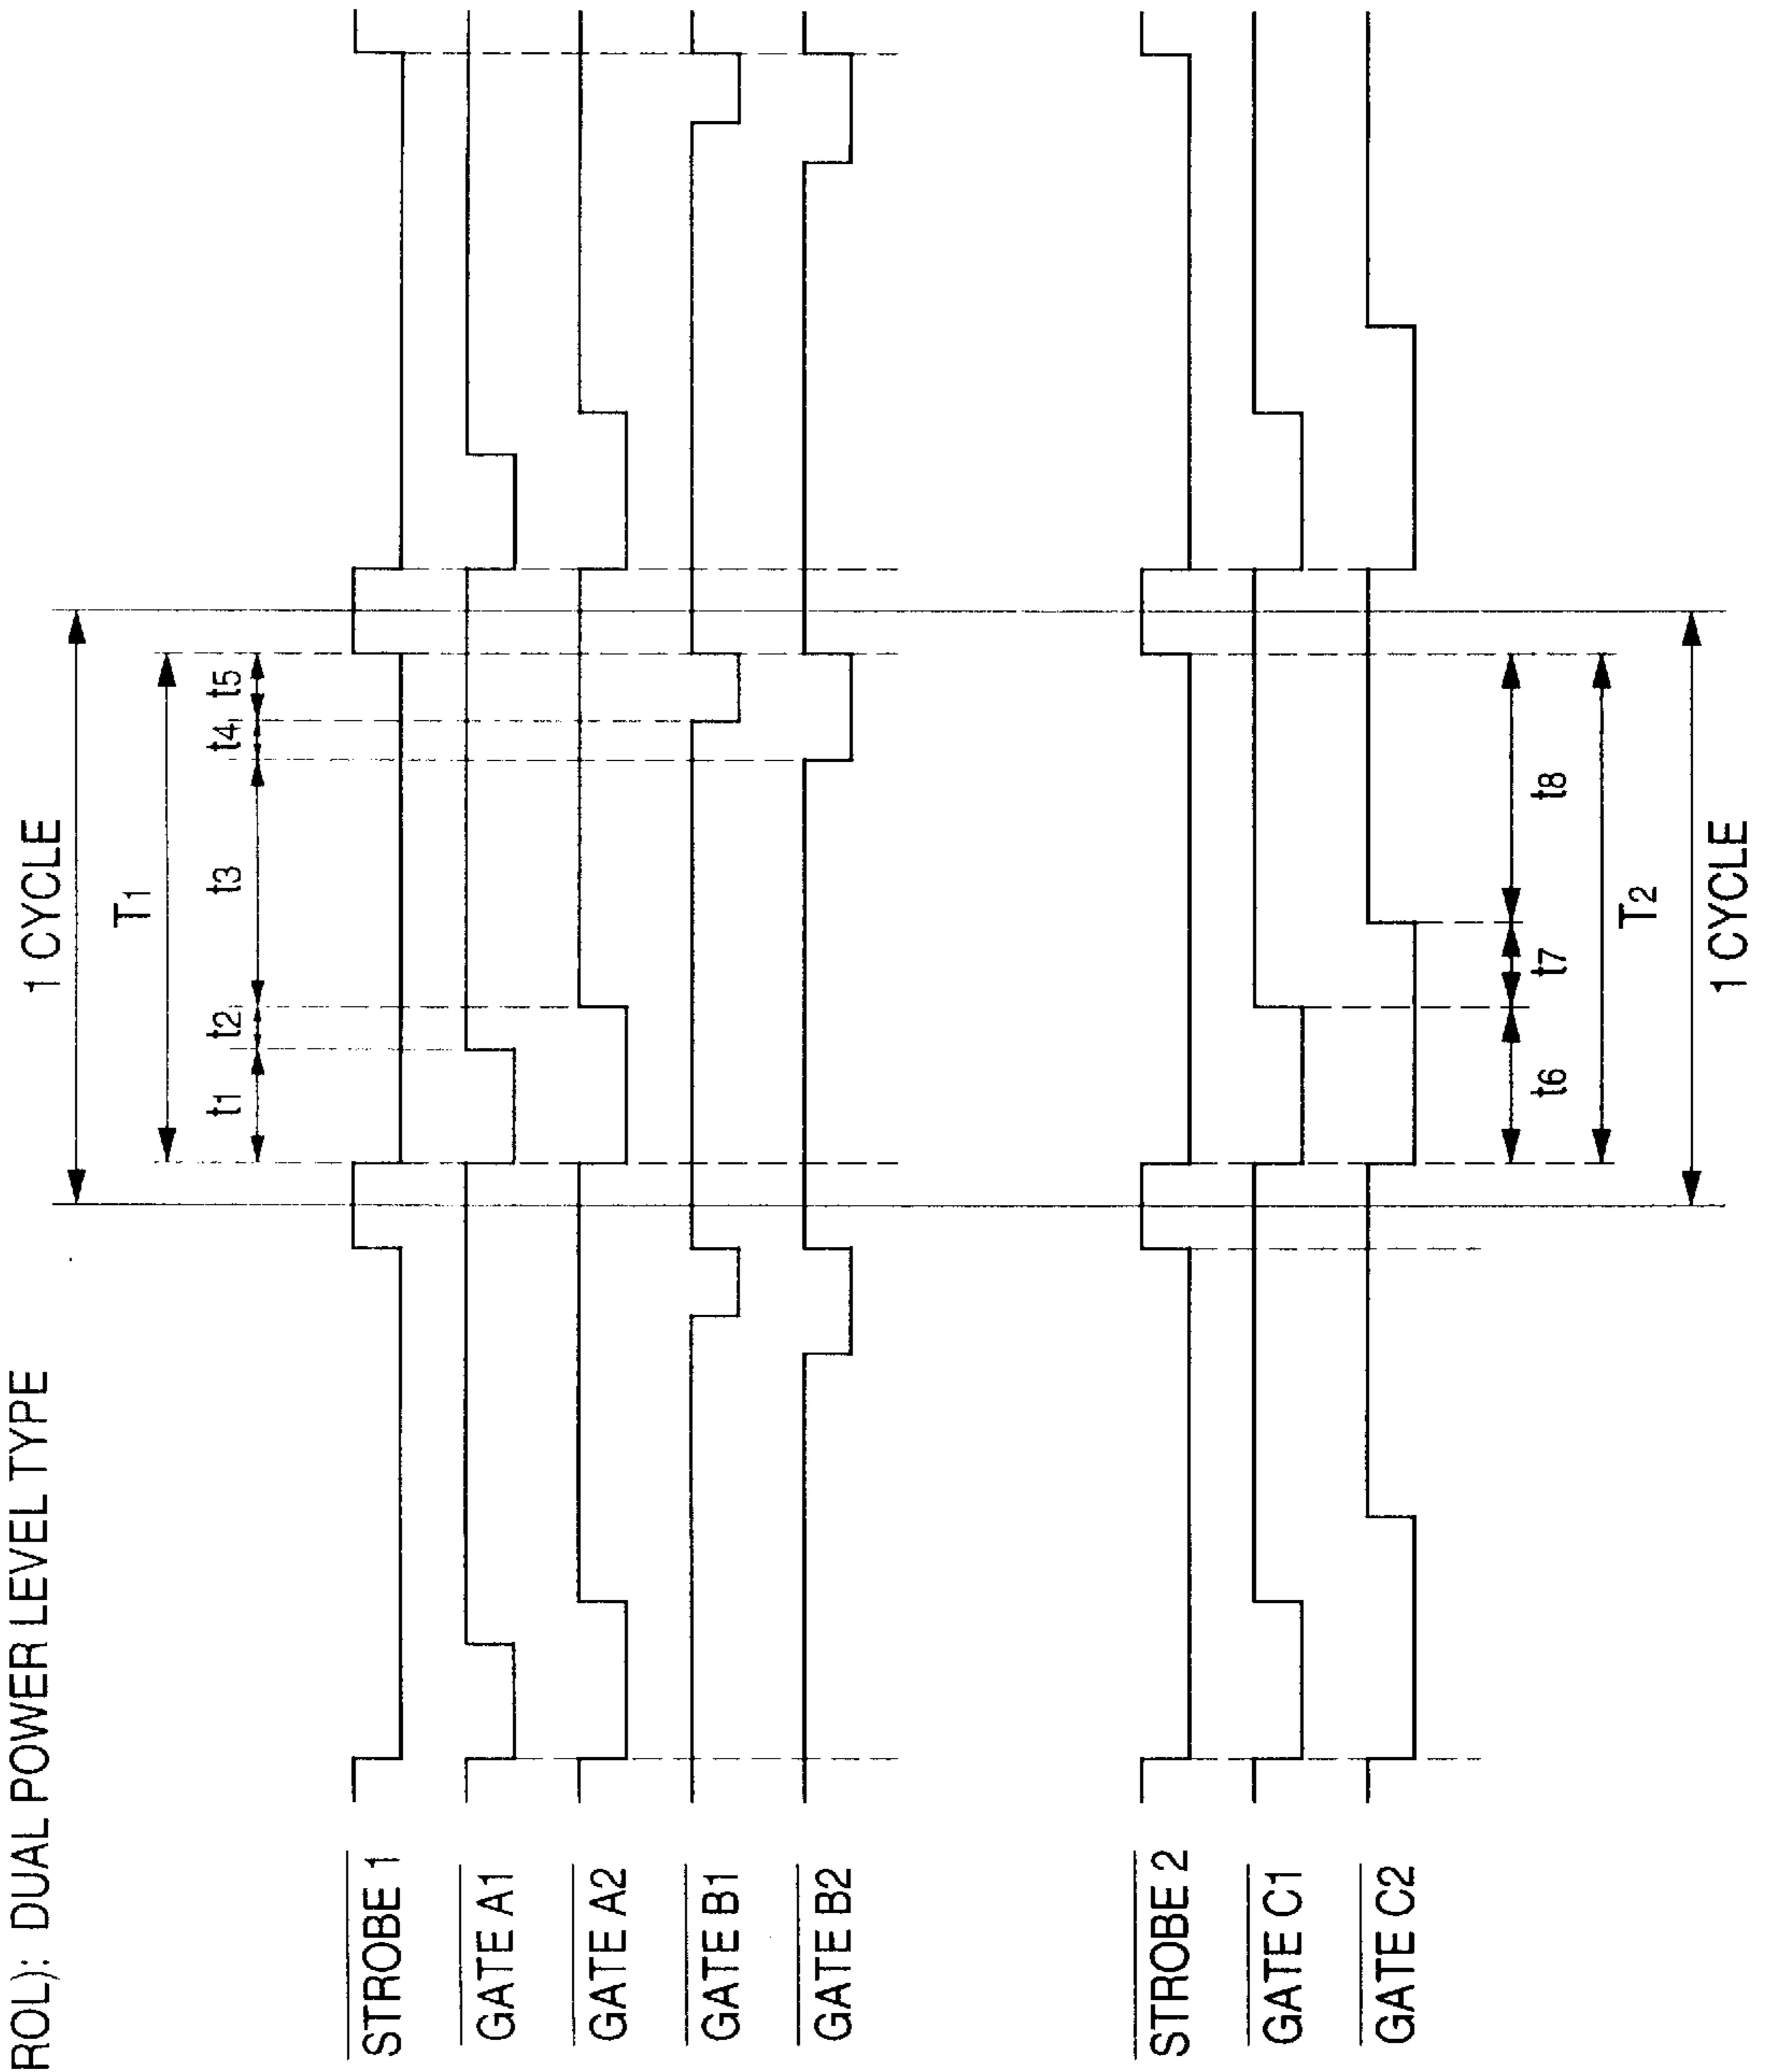 ROL): DUAL POWER LEVEL TYPE
1 CYCLE
T1
t1 t2 t3 t4 t5
STROBE 1
GATE A1
GATE A2
GATE B1
GATE B2
STROBE 2
GATE C1
GATE C2
t6 t7 t8
T2
1 CYCLE